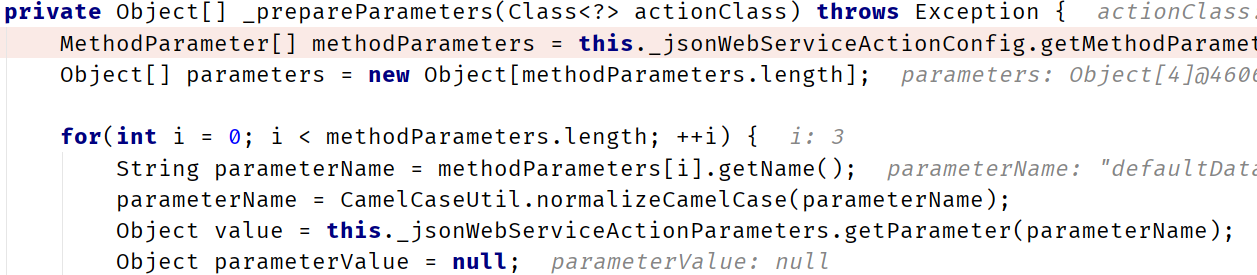 private Object[] _prepareParameters(Class<?> actionClass) throws Exception {  actionClass:
    MethodParameter[] methodParameters = this._jsonWebServiceActionConfig.getMethodParamet
    Object[] parameters = new Object[methodParameters.length];  parameters: Object[4]@4606
    for(int i = 0; i < methodParameters.length; ++i) {  i: 3
        String parameterName = methodParameters[i].getName();  parameterName: "defaultData
        parameterName = CamelCaseUtil.normalizeCamelCase(parameterName);
        Object value = this._jsonWebServiceActionParameters.getParameter(parameterName);
        Object parameterValue = null;  parameterValue: null